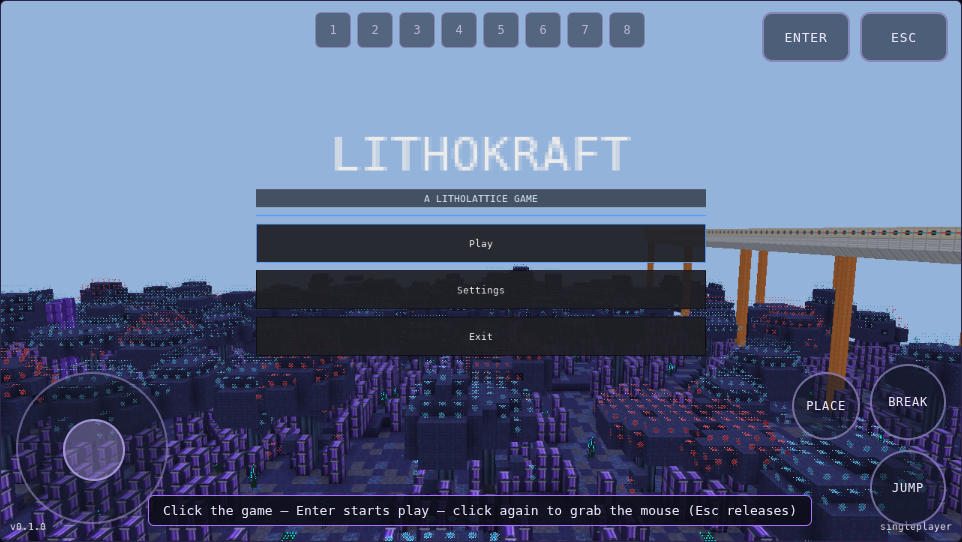 1 2 3 4 5 6 7 8
ENTER ESC
LITHOKRAFT
A LITHOLATTICE GAME
Play
Settings
Exit
PLACE
BREAK
JUMP
Click the game — Enter starts play — click again to grab the mouse (Esc releases)
v0.1.0
singleplayer